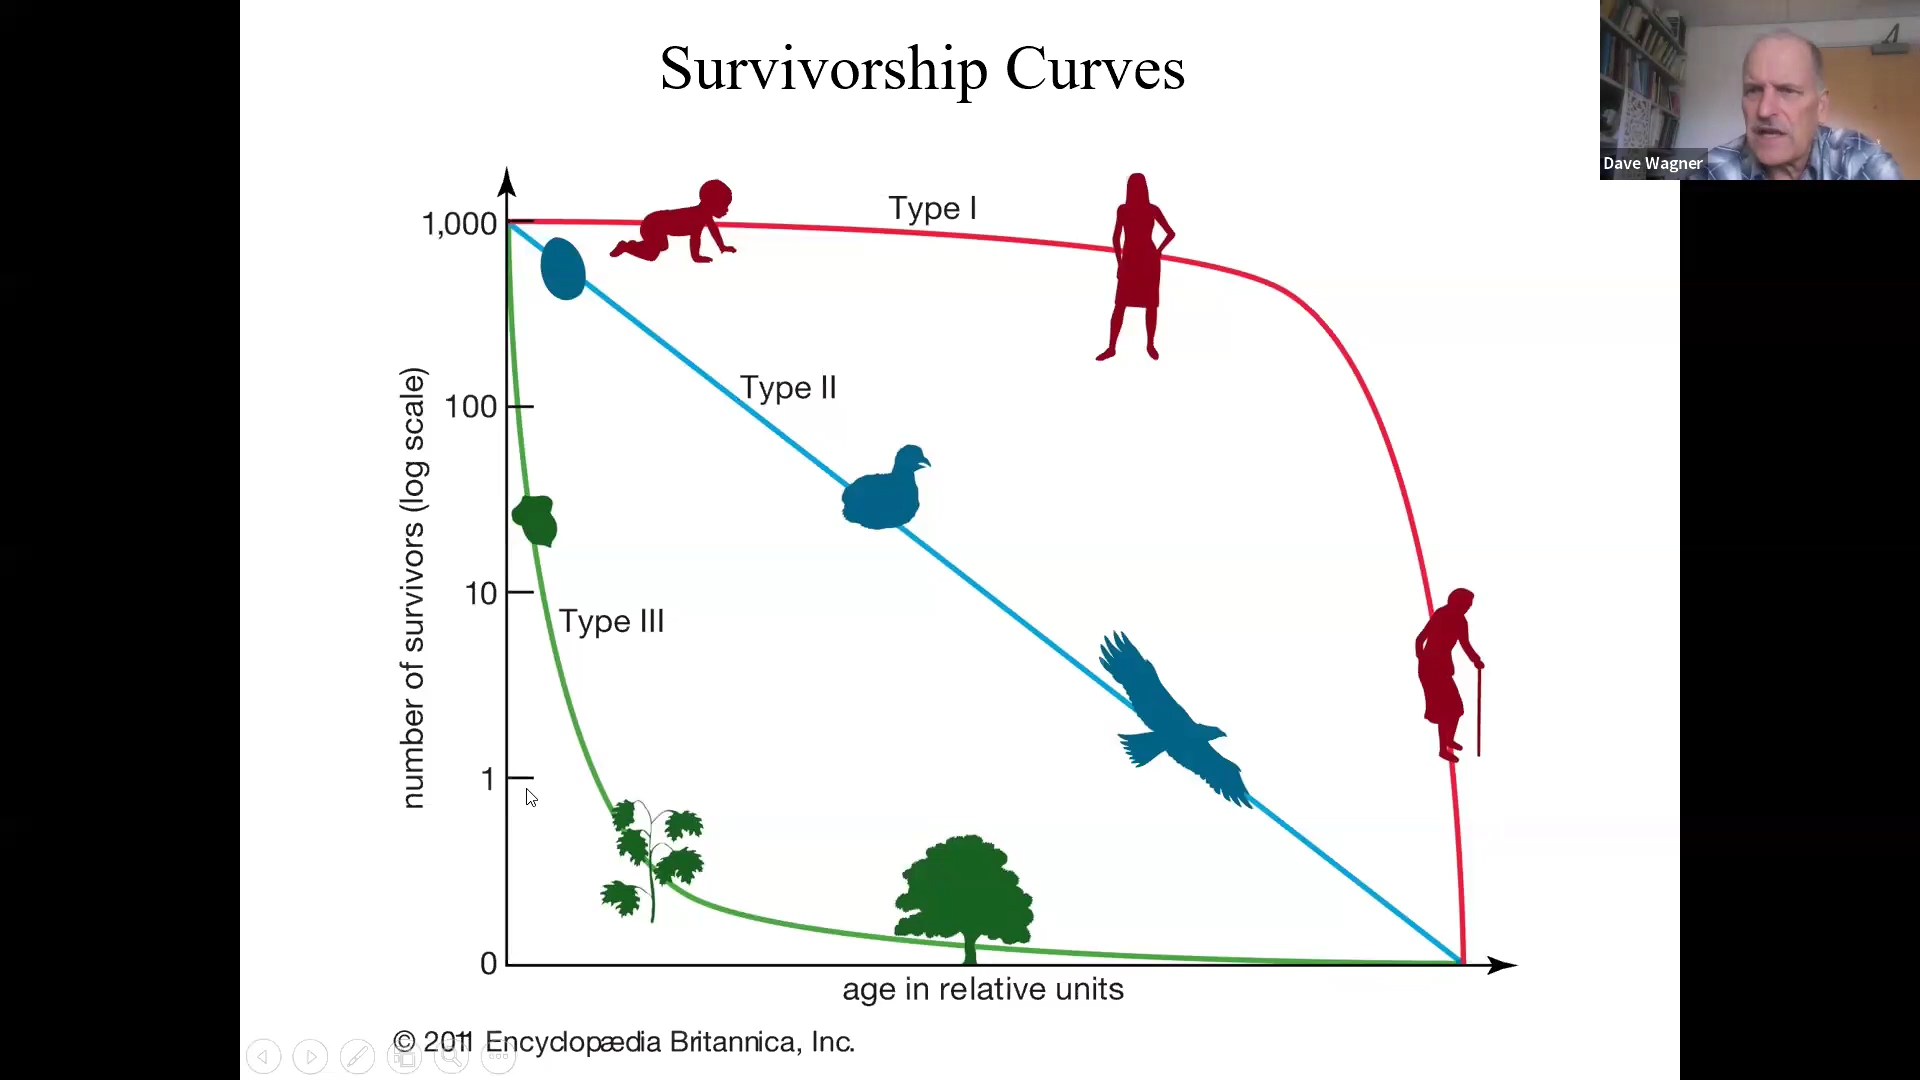 Survivorship Curves
Dave Wagner
Type I
1,000
Type II
100
number of survivors (log scale)
10
Type III
1
0
age in relative units
© 2011 Encyclopædia Britannica, Inc.